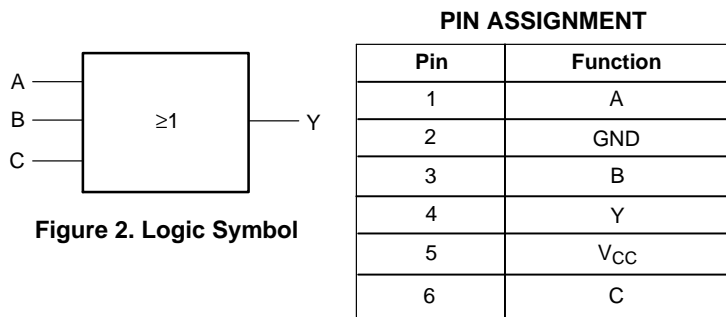 A
B
C
≥1
Y
Figure 2. Logic Symbol
PIN ASSIGNMENT
Pin Function
1 A
2 GND
3 B
4 Y
5 VCC
6 C